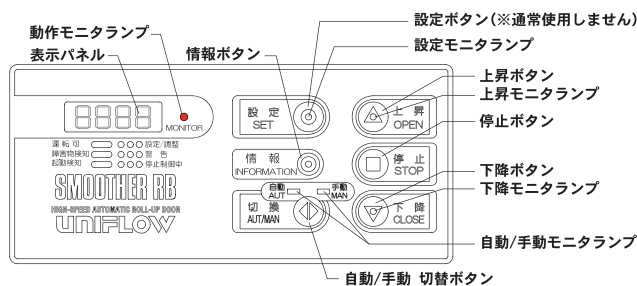 設定ボタン(※通常使用しません)
動作モニタランプ
情報ボタン
設定モニタランプ
表示パネル
上昇ボタン
上昇モニタランプ
停止ボタン
下降ボタン
下降モニタランプ
自動/手動モニタランプ
自動/手動 切替ボタン
8888
MONITOR
運転可 設定/調整
障害物検知 警告
起動検知 停止制御中
SMOOTHER RB
HIGH-SPEED AUTOMATIC ROLL-UP DOOR
UNIFLOW
設定
SET
情報
INFORMATION
自動
AUT
手動
MAN
切換
AUT/MAN
上昇
OPEN
停止
STOP
下降
CLOSE